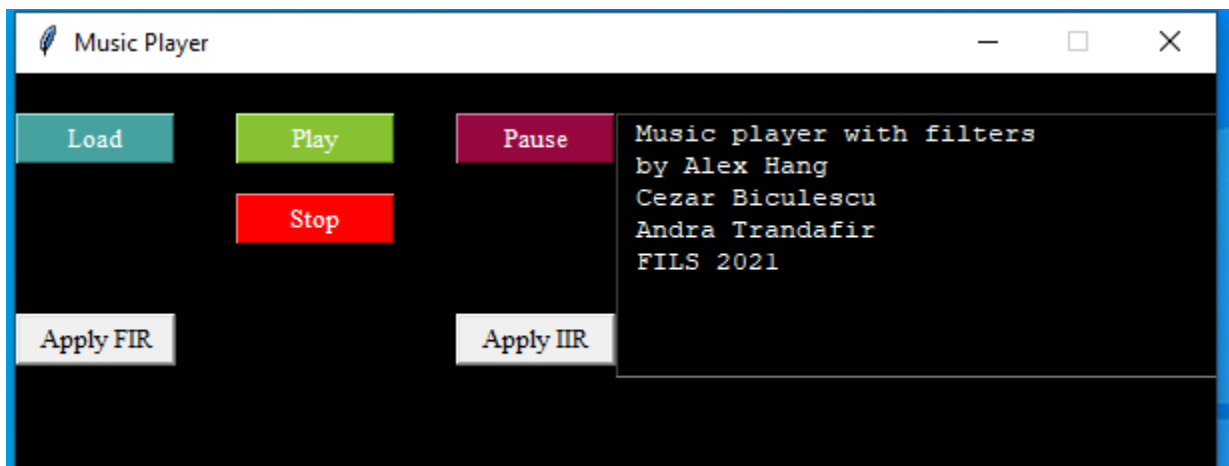 Music Player
Load
Play
Pause
Stop
Apply FIR
Apply IIR
Music player with filters
by Alex Hang
Cezar Biculescu
Andra Trandafir
FILS 2021